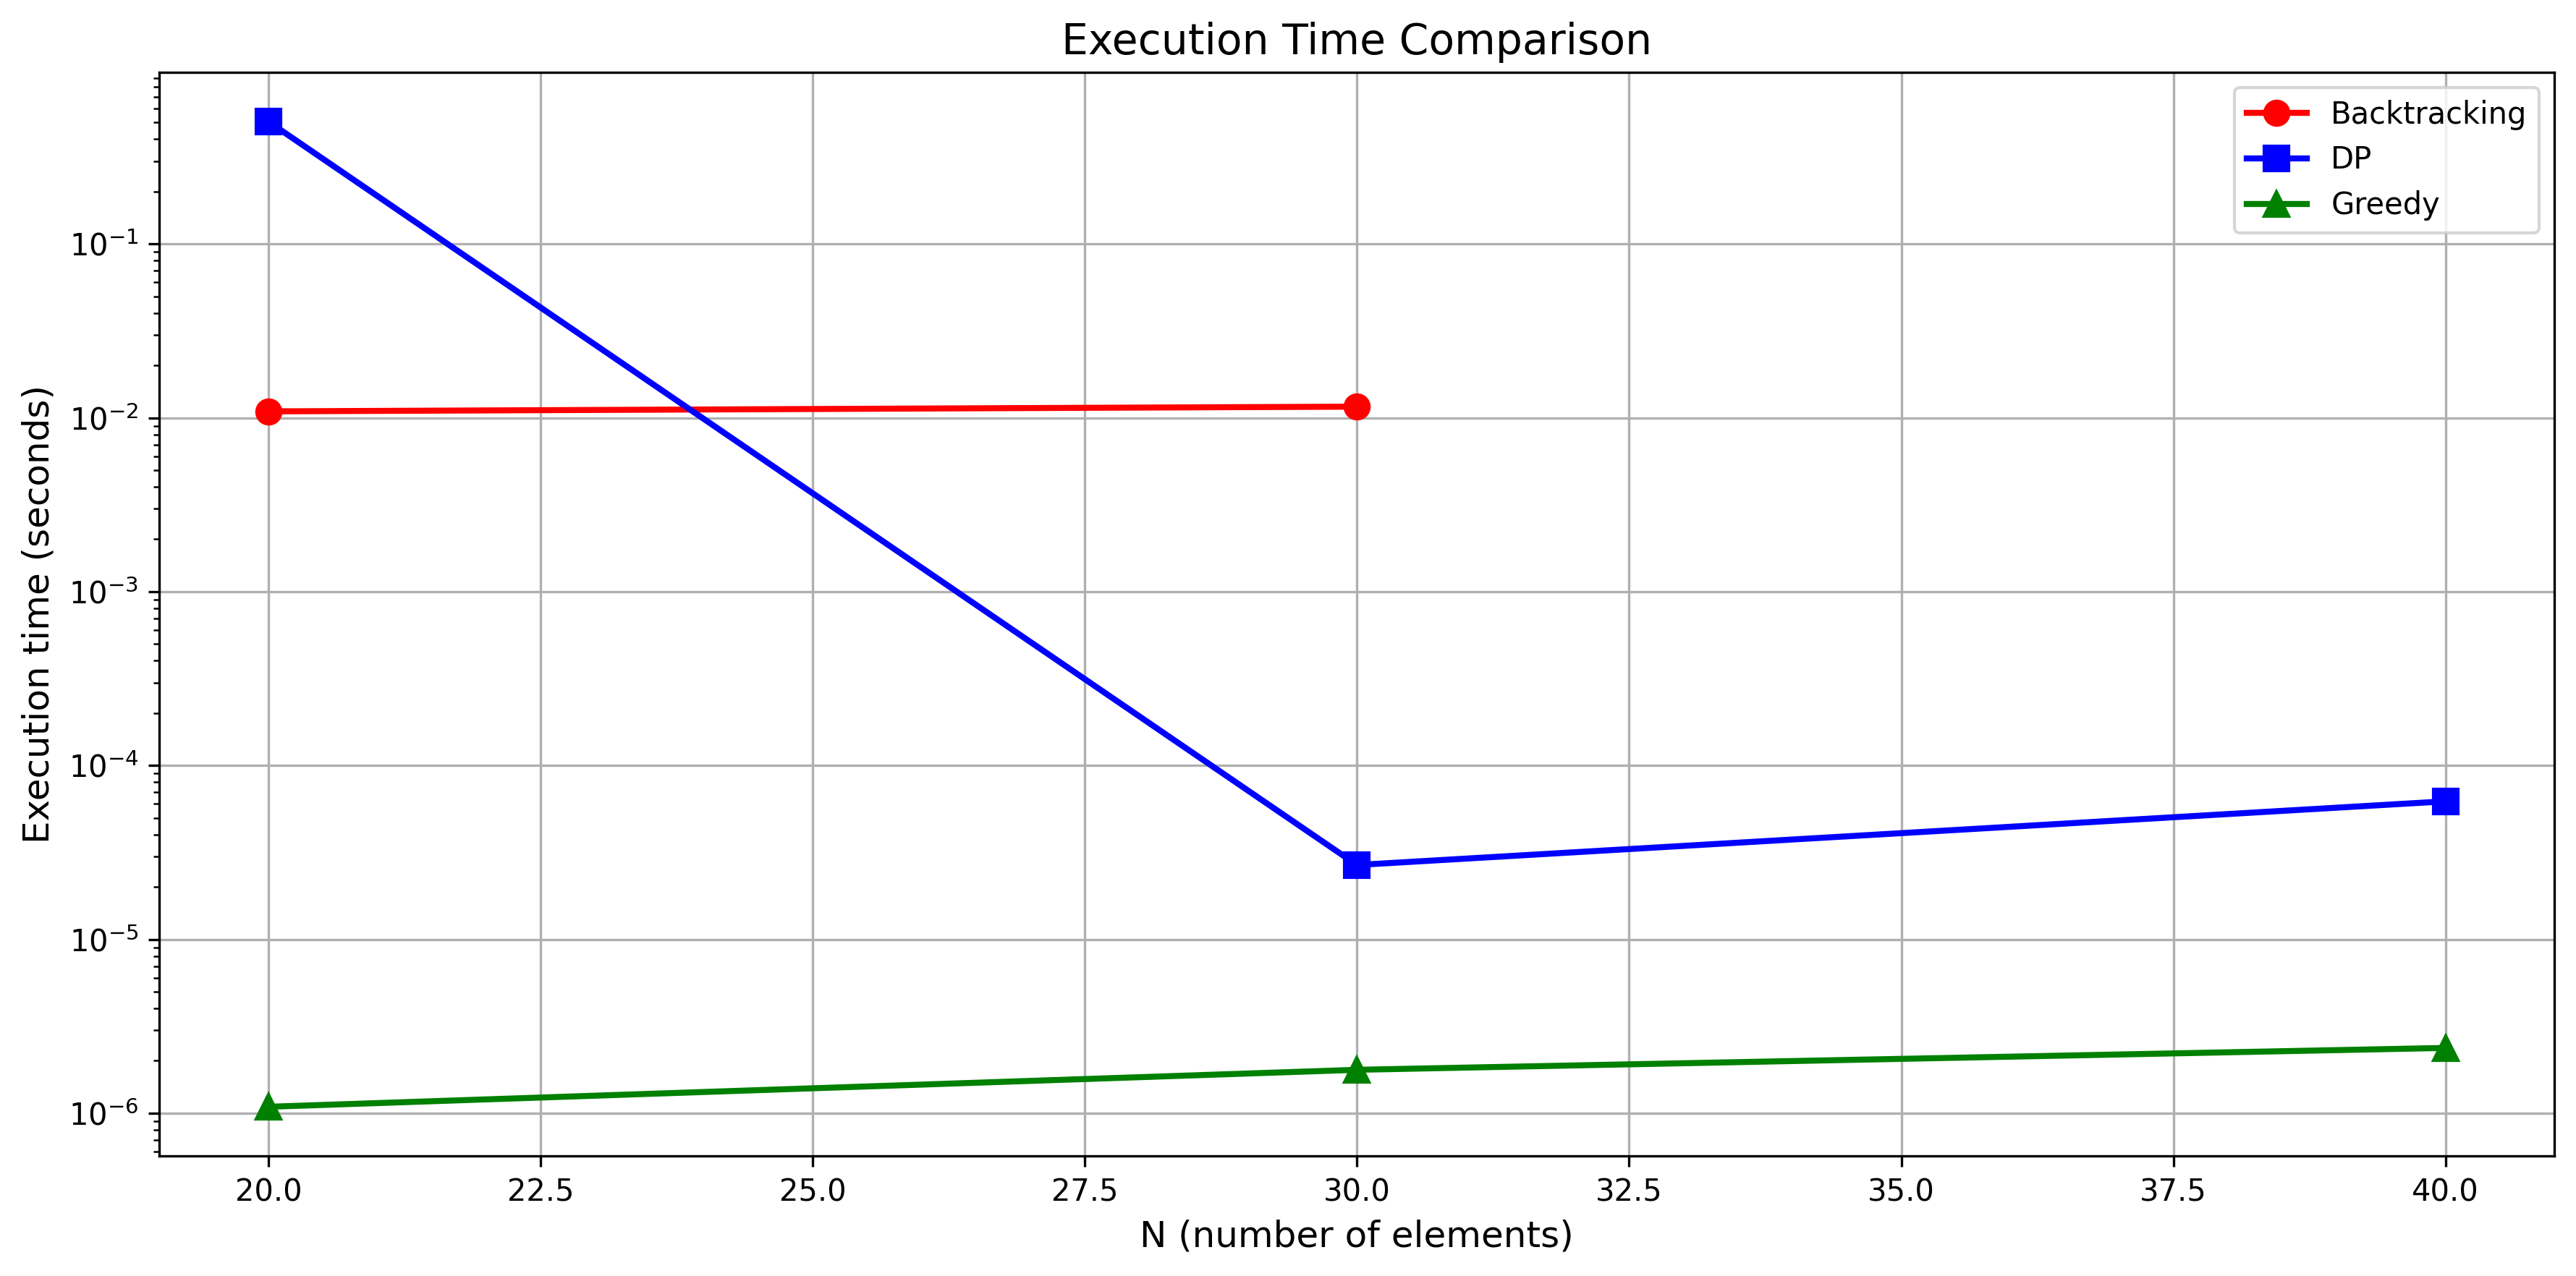 Execution Time Comparison
Backtracking
DP
Greedy
Execution time (seconds)
10⁻¹
10⁻²
10⁻³
10⁻⁴
10⁻⁵
10⁻⁶
20.0 22.5 25.0 27.5 30.0 32.5 35.0 37.5 40.0
N (number of elements)